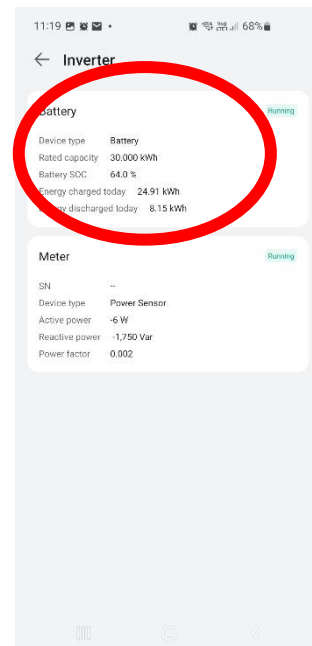 11:19
68%
Inverter
Battery
Running
Device type Battery
Rated capacity 30.000 kWh
Battery SOC 64.0 %
Energy charged today 24.91 kWh
discharged today 8.15 kWh
Meter
Running
SN --
Device type Power Sensor
Active power -6 W
Reactive power -1,750 Var
Power factor 0.002